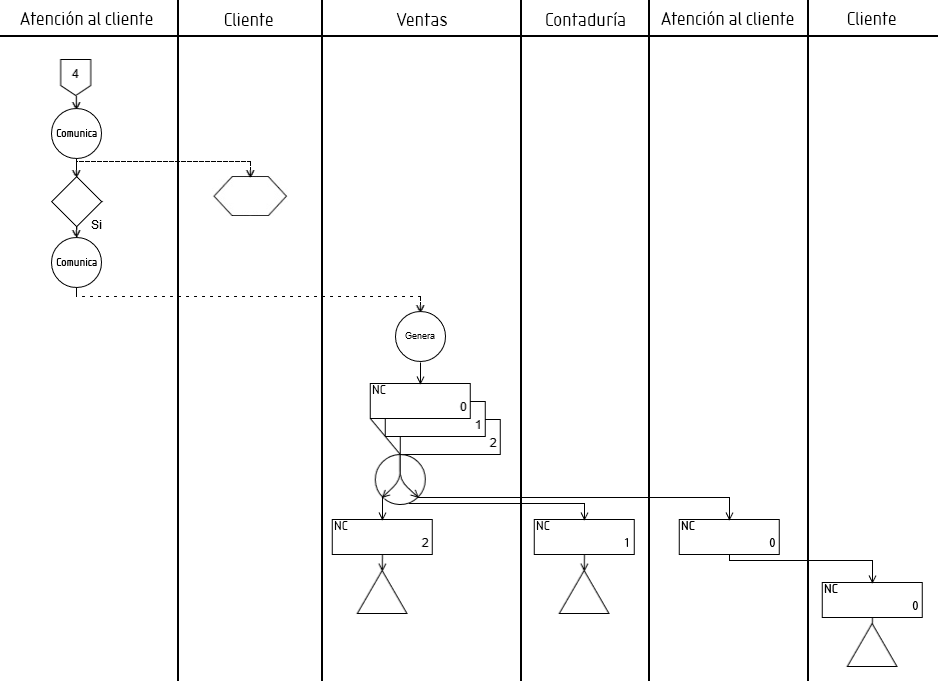 Atención al cliente
Cliente
Ventas
Contaduría
Atención al cliente
Cliente
4
Comunica
Si
Comunica
Genera
NC
0
1
2
NC
2
NC
1
NC
0
NC
0